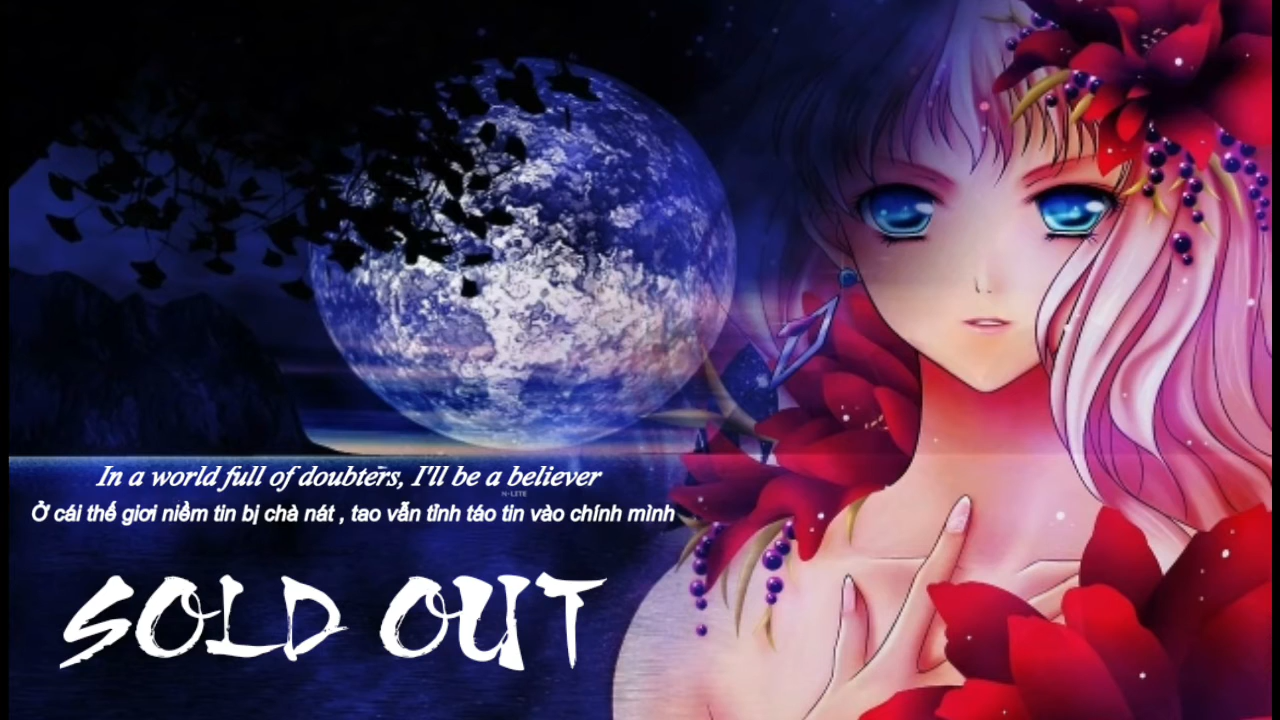 In a world full of doubters, I'll be a believer
N-LITE
Ở cái thế giơi niềm tin bị chà nát , tao vẫn tỉnh táo tin vào chính mình
SOLD OUT